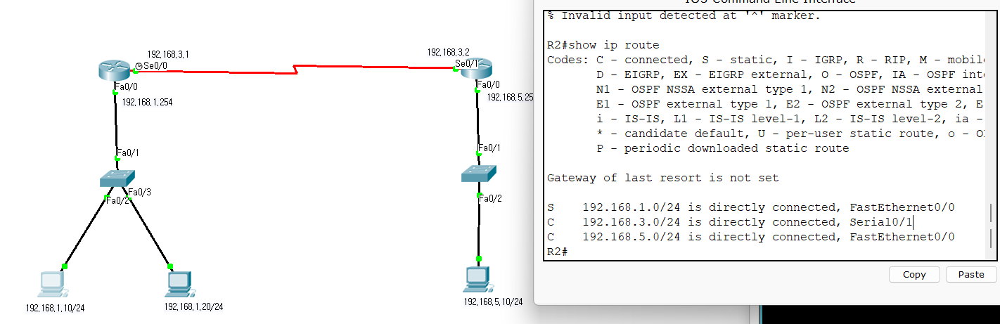 % Invalid input detected at '^' marker.
R2#show ip route
Codes: C - connected, S - static, I - IGRP, R - RIP, M - mobil
D - EIGRP, EX - EIGRP external, O - OSPF, IA - OSPF int
N1 - OSPF NSSA external type 1, N2 - OSPF NSSA external
E1 - OSPF external type 1, E2 - OSPF external type 2, E
i - IS-IS, L1 - IS-IS level-1, L2 - IS-IS level-2, ia -
* - candidate default, U - per-user static route, o - O
P - periodic downloaded static route
Gateway of last resort is not set
S 192.168.1.0/24 is directly connected, FastEthernet0/0
C 192.168.3.0/24 is directly connected, Serial0/1
C 192.168.5.0/24 is directly connected, FastEthernet0/0
R2#
Copy Paste
192,168,3,1
Se0/0
Fa0/0
192,168,1,254
Fa0/1
Fa0/3
Fa0/2
192,168,1,10/24
192,168,1,20/24
192,168,3,2
Se0/1
Fa0/0
192,168,5,25
Fa0/1
Fa0/2
192,168,5,10/24